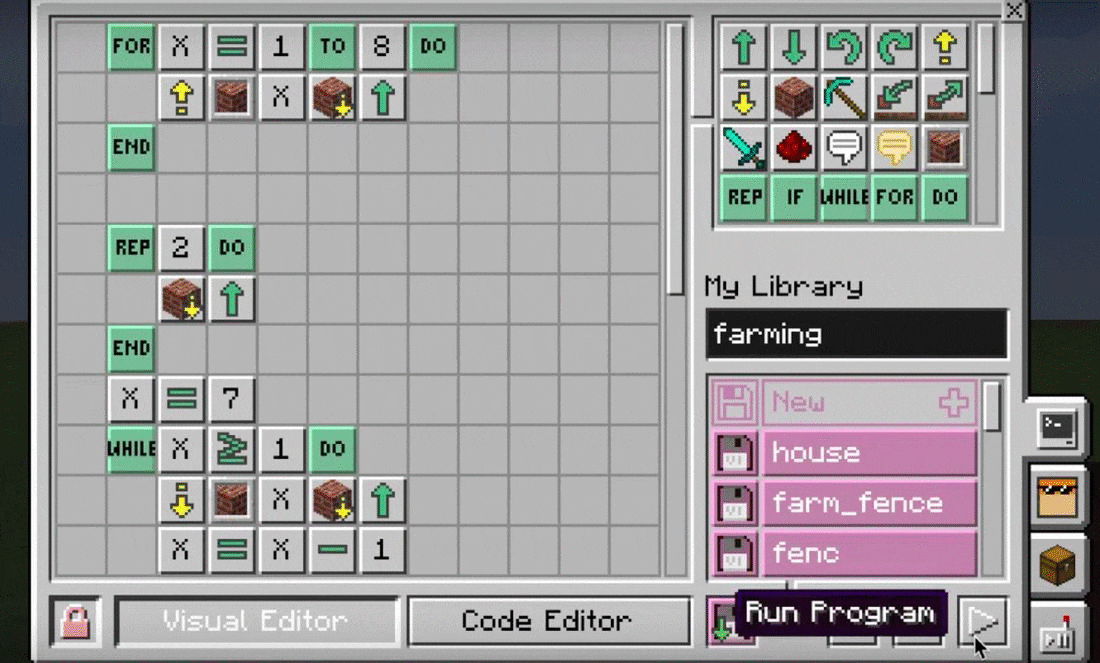 FOR X = 1 TO 8 DO
X
END
REP 2 DO
END
X = 7
WHILE X ≥ 1 DO
X
X = X - 1
REP IF WHILE FOR DO
My Library
farming
New
house
farm_fence
fenc
Visual Editor
Code Editor
Run Program